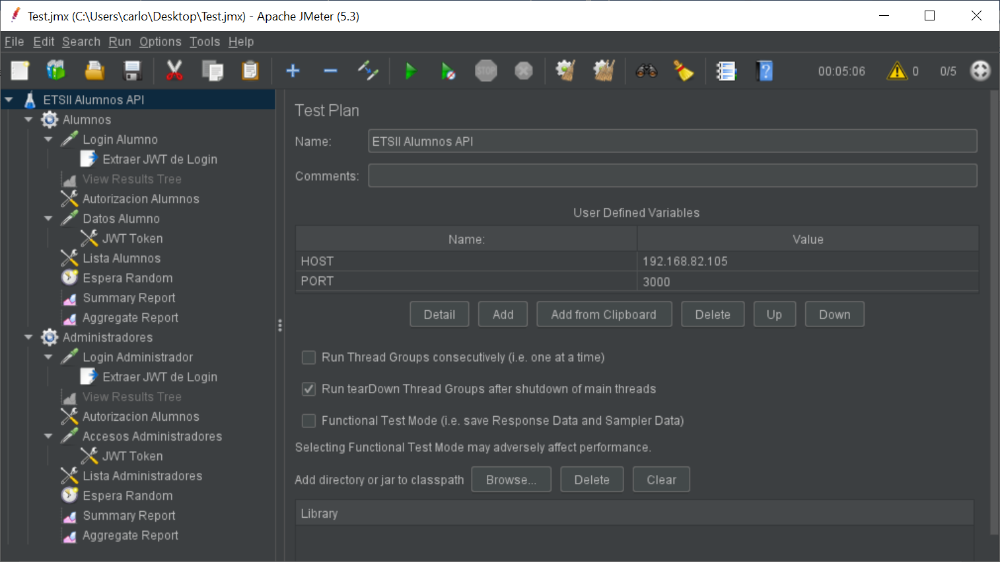 Test.jmx (C:\Users\carlo\Desktop\Test.jmx) - Apache JMeter (5.3)
File Edit Search Run Options Tools Help
STOP
00:05:06 0 0/5
ETSII Alumnos API
Alumnos
Login Alumno
Extraer JWT de Login
View Results Tree
Autorizacion Alumnos
Datos Alumno
JWT Token
Lista Alumnos
Espera Random
Summary Report
Aggregate Report
Administradores
Login Administrador
Extraer JWT de Login
View Results Tree
Autorizacion Alumnos
Accesos Administradores
JWT Token
Lista Administradores
Espera Random
Summary Report
Aggregate Report
Test Plan
Name: ETSII Alumnos API
Comments:
User Defined Variables
Name: Value
HOST 192.168.82.105
PORT 3000
Detail Add Add from Clipboard Delete Up Down
Run Thread Groups consecutively (i.e. one at a time)
Run tearDown Thread Groups after shutdown of main threads
Functional Test Mode (i.e. save Response Data and Sampler Data)
Selecting Functional Test Mode may adversely affect performance.
Add directory or jar to classpath Browse... Delete Clear
Library